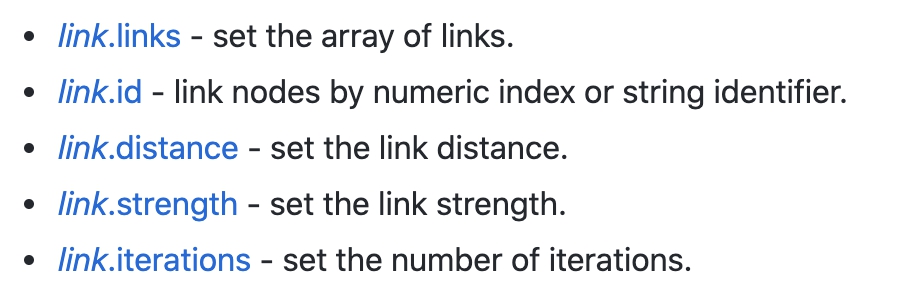 • link.links - set the array of links.
• link.id - link nodes by numeric index or string identifier.
• link.distance - set the link distance.
• link.strength - set the link strength.
• link.iterations - set the number of iterations.